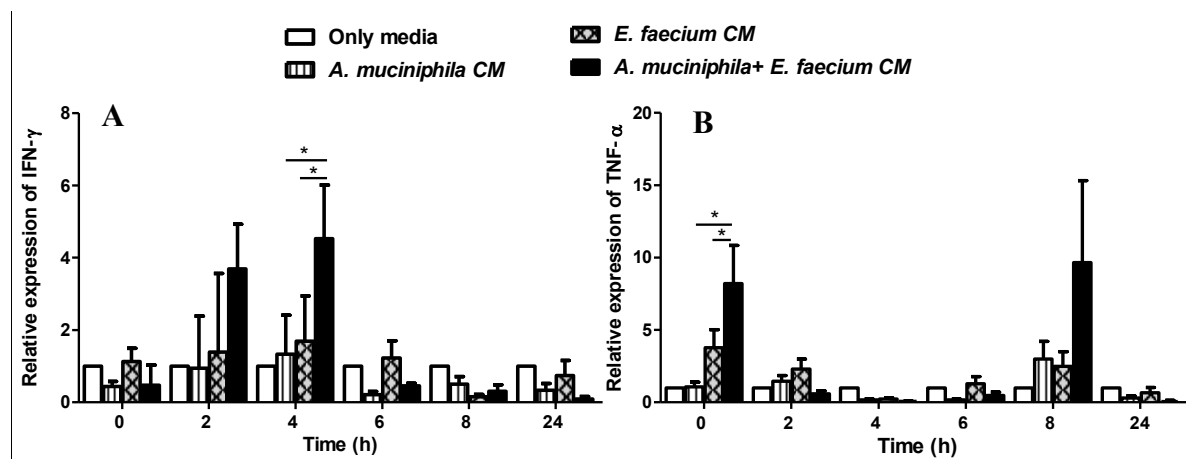 Only media
E. faecium CM
A. muciniphila CM
A. muciniphila+ E. faecium CM
A
Relative expression of IFN-γ
8
6
4
2
0
*
*
0 2 4 6 8 24
Time (h)
B
Relative expression of TNF- α
20
15
10
5
0
*
*
0 2 4 6 8 24
Time (h)